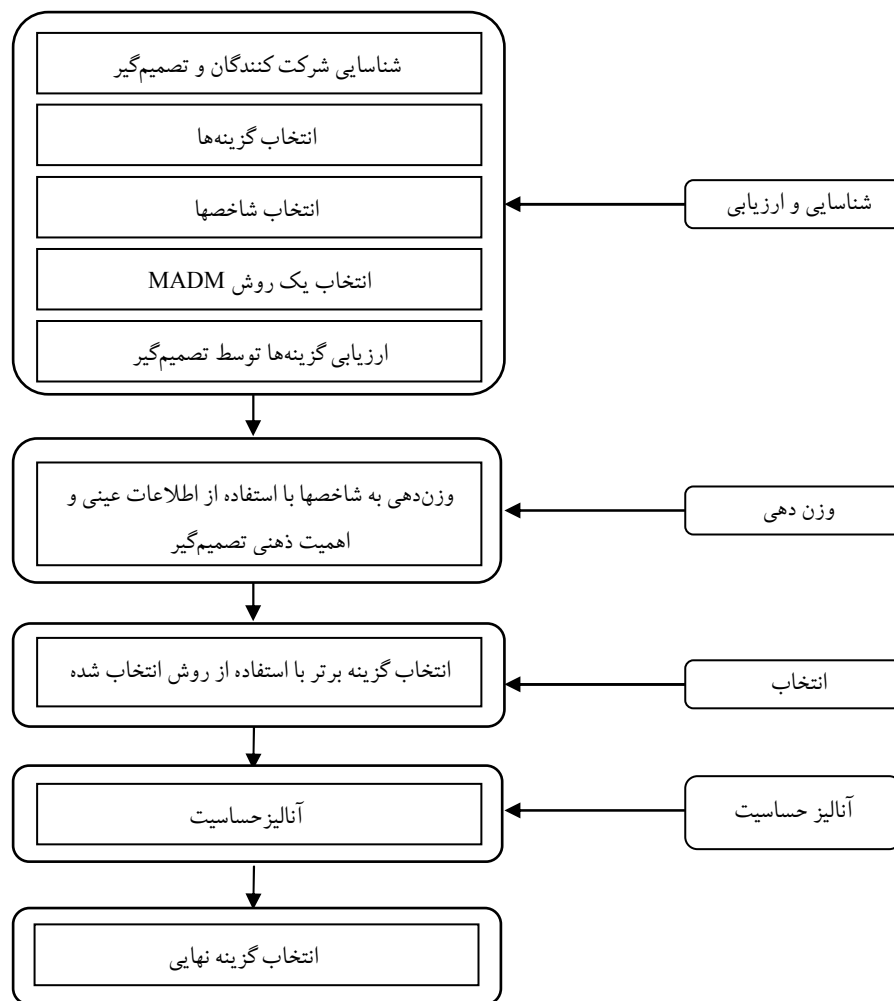 شناسایی شرکت کنندگان و تصمیم‌گیر
انتخاب گزینه‌ها
انتخاب شاخصها
انتخاب یک روش MADM
ارزیابی گزینه‌ها توسط تصمیم‌گیر
شناسایی و ارزیابی
وزن‌دهی به شاخصها با استفاده از اطلاعات عینی و
اهمیت ذهنی تصمیم‌گیر
وزن دهی
انتخاب گزینه برتر با استفاده از روش انتخاب شده
انتخاب
آنالیزحساسیت
آنالیز حساسیت
انتخاب گزینه نهایی